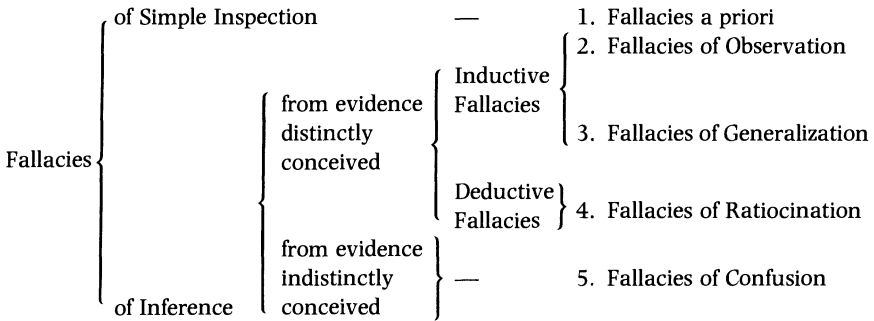 of Simple Inspection — 1. Fallacies a priori
2. Fallacies of Observation
Inductive
Fallacies
from evidence
distinctly
conceived
3. Fallacies of Generalization
Fallacies
Deductive
Fallacies
4. Fallacies of Ratiocination
from evidence
indistinctly
conceived
— 5. Fallacies of Confusion
of Inference